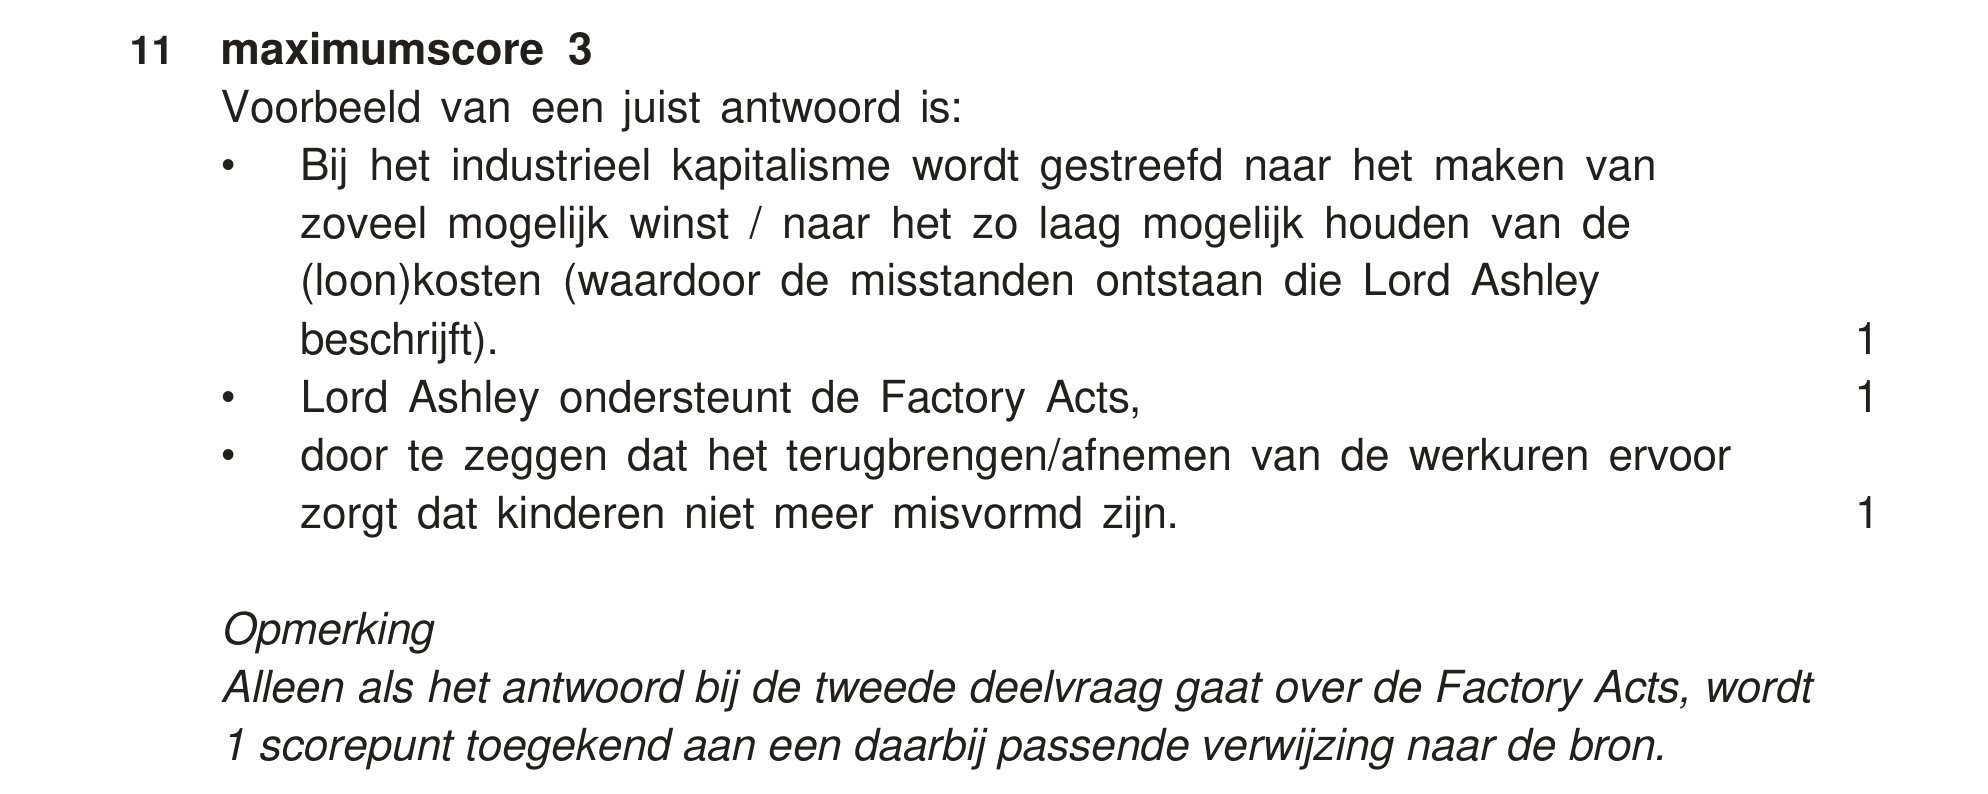 11 maximumscore 3
Voorbeeld van een juist antwoord is:
• Bij het industrieel kapitalisme wordt gestreefd naar het maken van
zoveel mogelijk winst / naar het zo laag mogelijk houden van de
(loon)kosten (waardoor de misstanden ontstaan die Lord Ashley
beschrijft). 1
• Lord Ashley ondersteunt de Factory Acts, 1
• door te zeggen dat het terugbrengen/afnemen van de werkuren ervoor
zorgt dat kinderen niet meer misvormd zijn. 1
Opmerking
Alleen als het antwoord bij de tweede deelvraag gaat over de Factory Acts, wordt
1 scorepunt toegekend aan een daarbij passende verwijzing naar de bron.